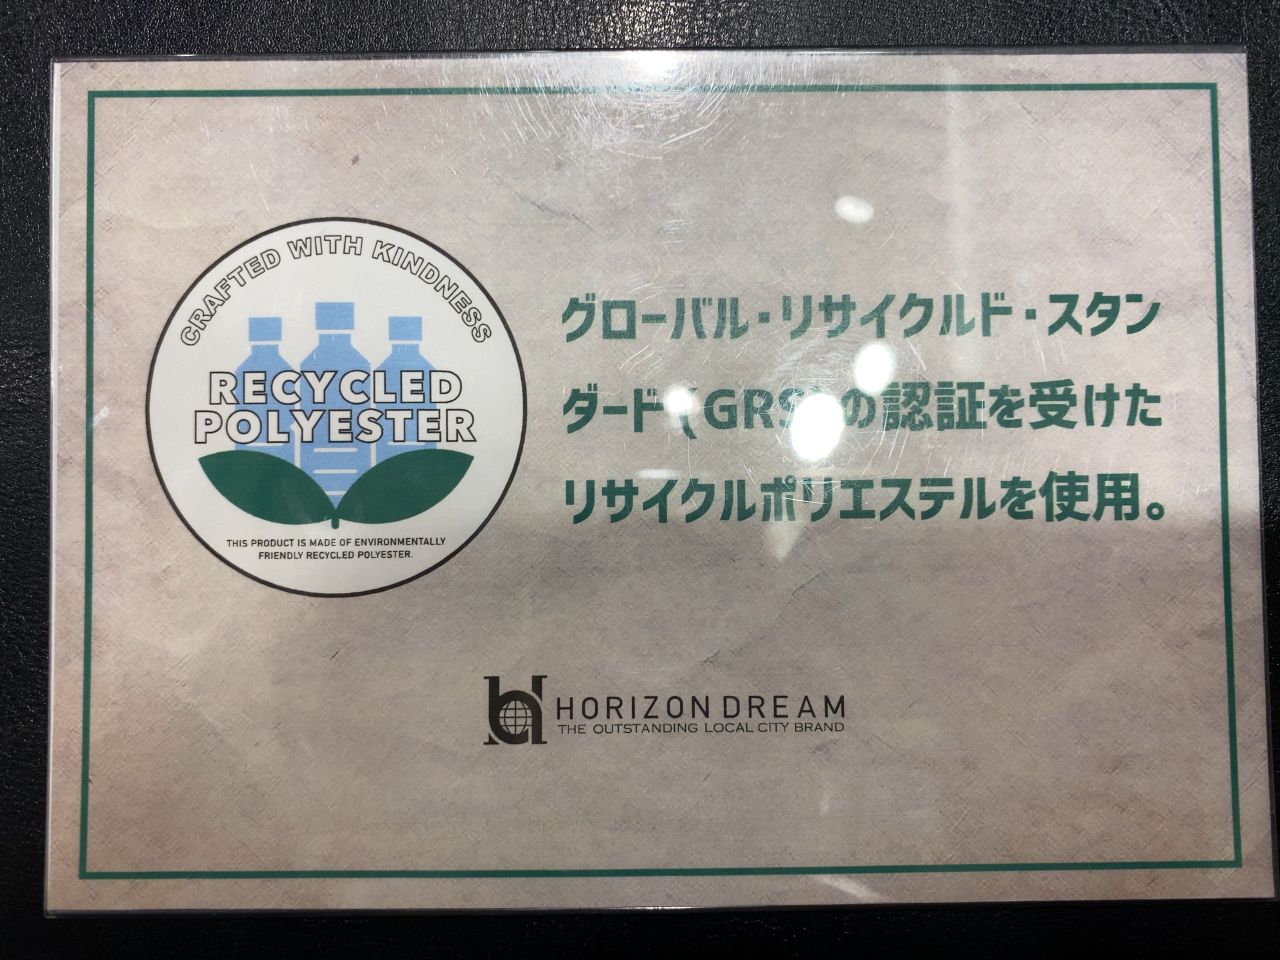 CRAFTED WITH KINDNESS
RECYCLED
POLYESTER
THIS PRODUCT IS MADE OF ENVIRONMENTALLY
FRIENDLY RECYCLED POLYESTER.
グローバル・リサイクルド・スタン
ダード(GRS)の認証を受けた
リサイクルポリエステルを使用。
hd HORIZON DREAM
THE OUTSTANDING LOCAL CITY BRAND